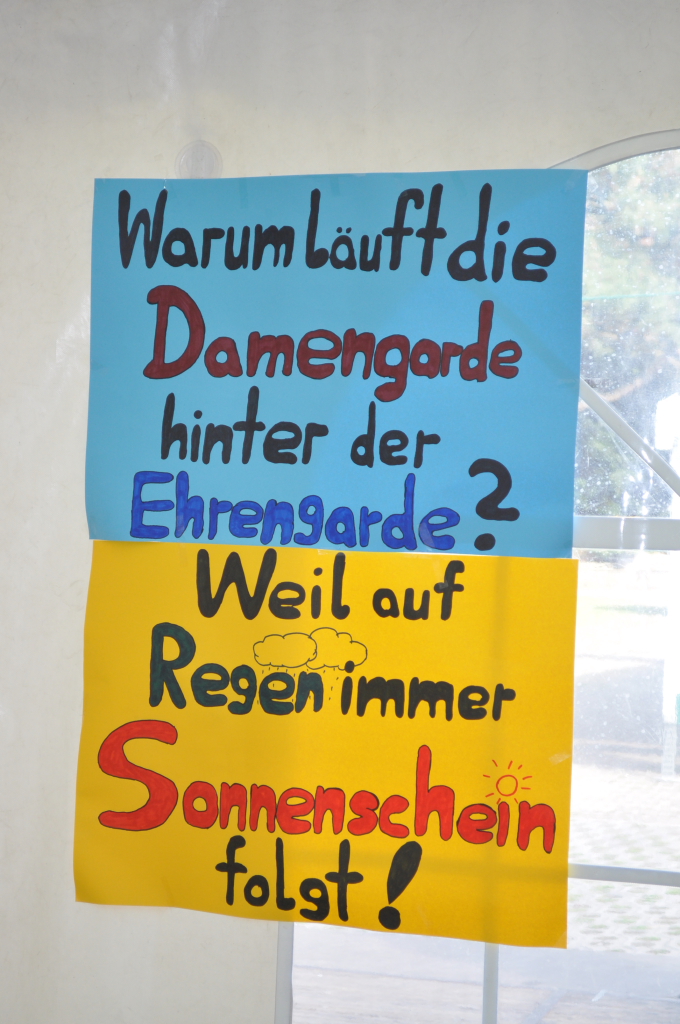 Warum läuft die
Damengarde
hinter der
Ehrengarde?
Weil auf
Regen immer
Sonnenschein
folgt!